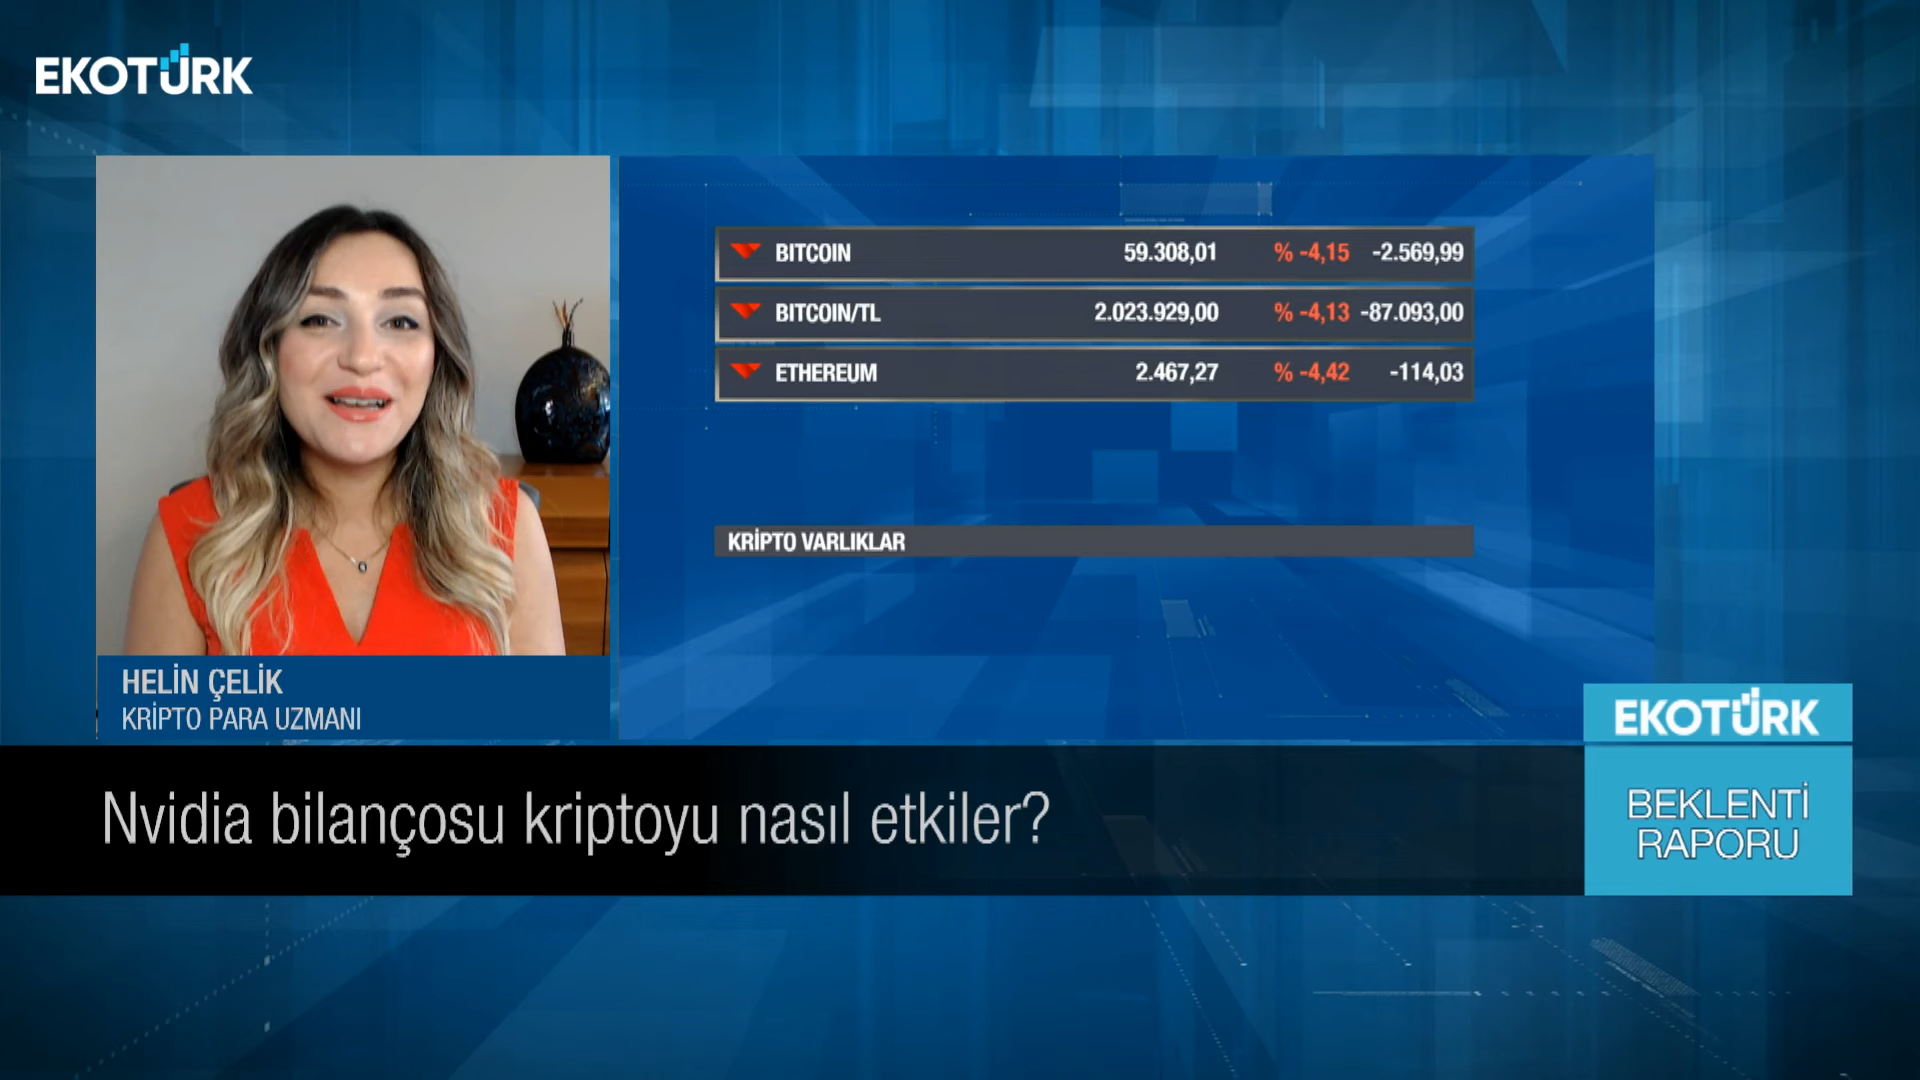 EKOTÜRK
BITCOIN 59.308,01 % -4,15 -2.569,99
BITCOIN/TL 2.023.929,00 % -4,13 -87.093,00
ETHEREUM 2.467,27 % -4,42 -114,03
KRİPTO VARLIKLAR
HELİN ÇELİK
KRİPTO PARA UZMANI
Nvidia bilançosu kriptoyu nasıl etkiler?
EKOTÜRK
BEKLENTİ
RAPORU